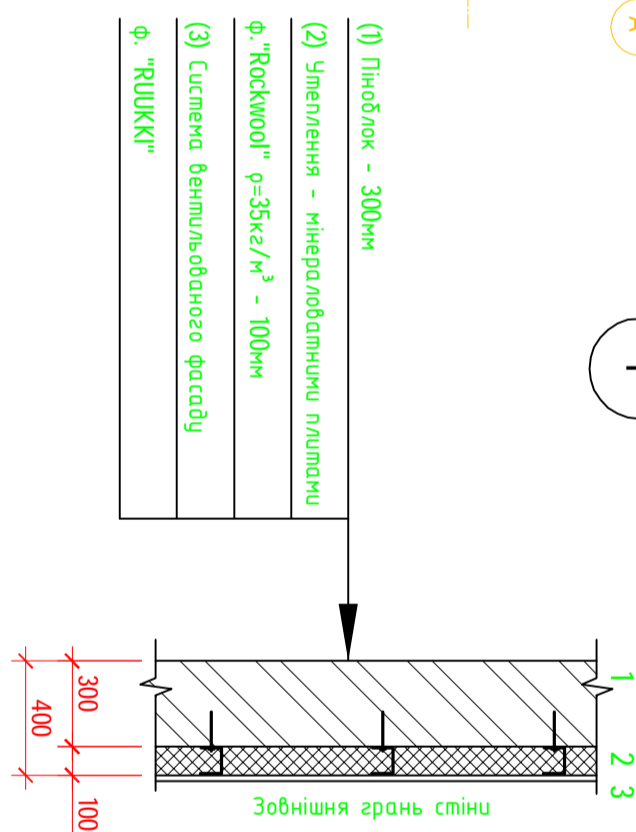 А
(1) Піноблок - 300мм
(2) Утеплення - мінераловатними плитами
ф. "Rockwool" ρ=35кг/м³ - 100мм
(3) Система вентильованого фасаду
ф. "RUUKKI"
1
2
3
300
400
100
Зовнішня грань стіни